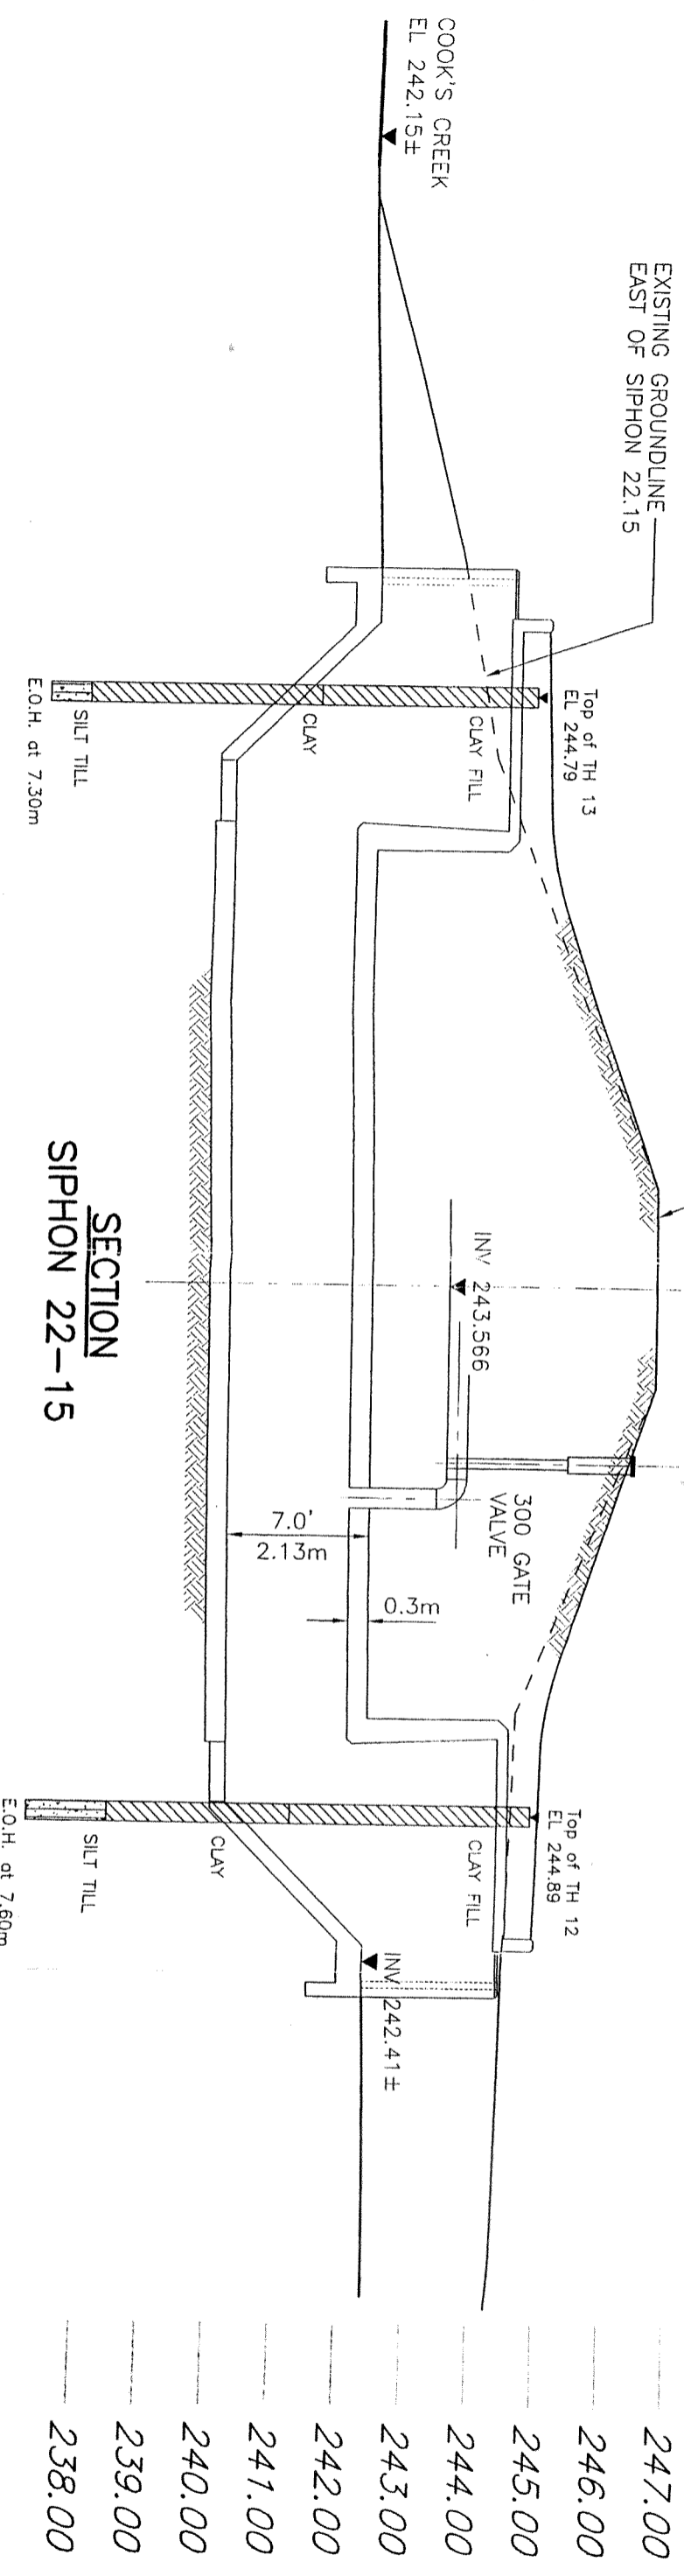 COOK'S CREEK
EL 242.15±
EXISTING GROUNDLINE
EAST OF SIPHON 22.15
Top of TH 13
EL 244.79
CLAY FILL
CLAY
SILT TILL
E.O.H. at 7.30m
INV 243.566
300 GATE
VALVE
7.0'
2.13m
0.3m
Top of TH 12
EL 244.89
CLAY FILL
CLAY
SILT TILL
E.O.H. at 7.60m
INV 242.41±
SECTION
SIPHON 22-15
247.00
246.00
245.00
244.00
243.00
242.00
241.00
240.00
239.00
238.00